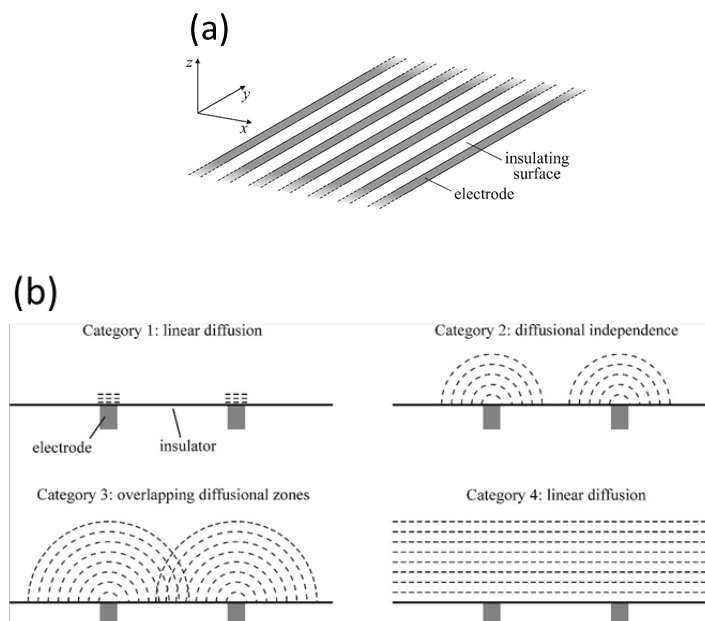 (a)
z
y
x
insulating
surface
electrode
(b)
Category 1: linear diffusion
Category 2: diffusional independence
electrode
insulator
Category 3: overlapping diffusional zones
Category 4: linear diffusion